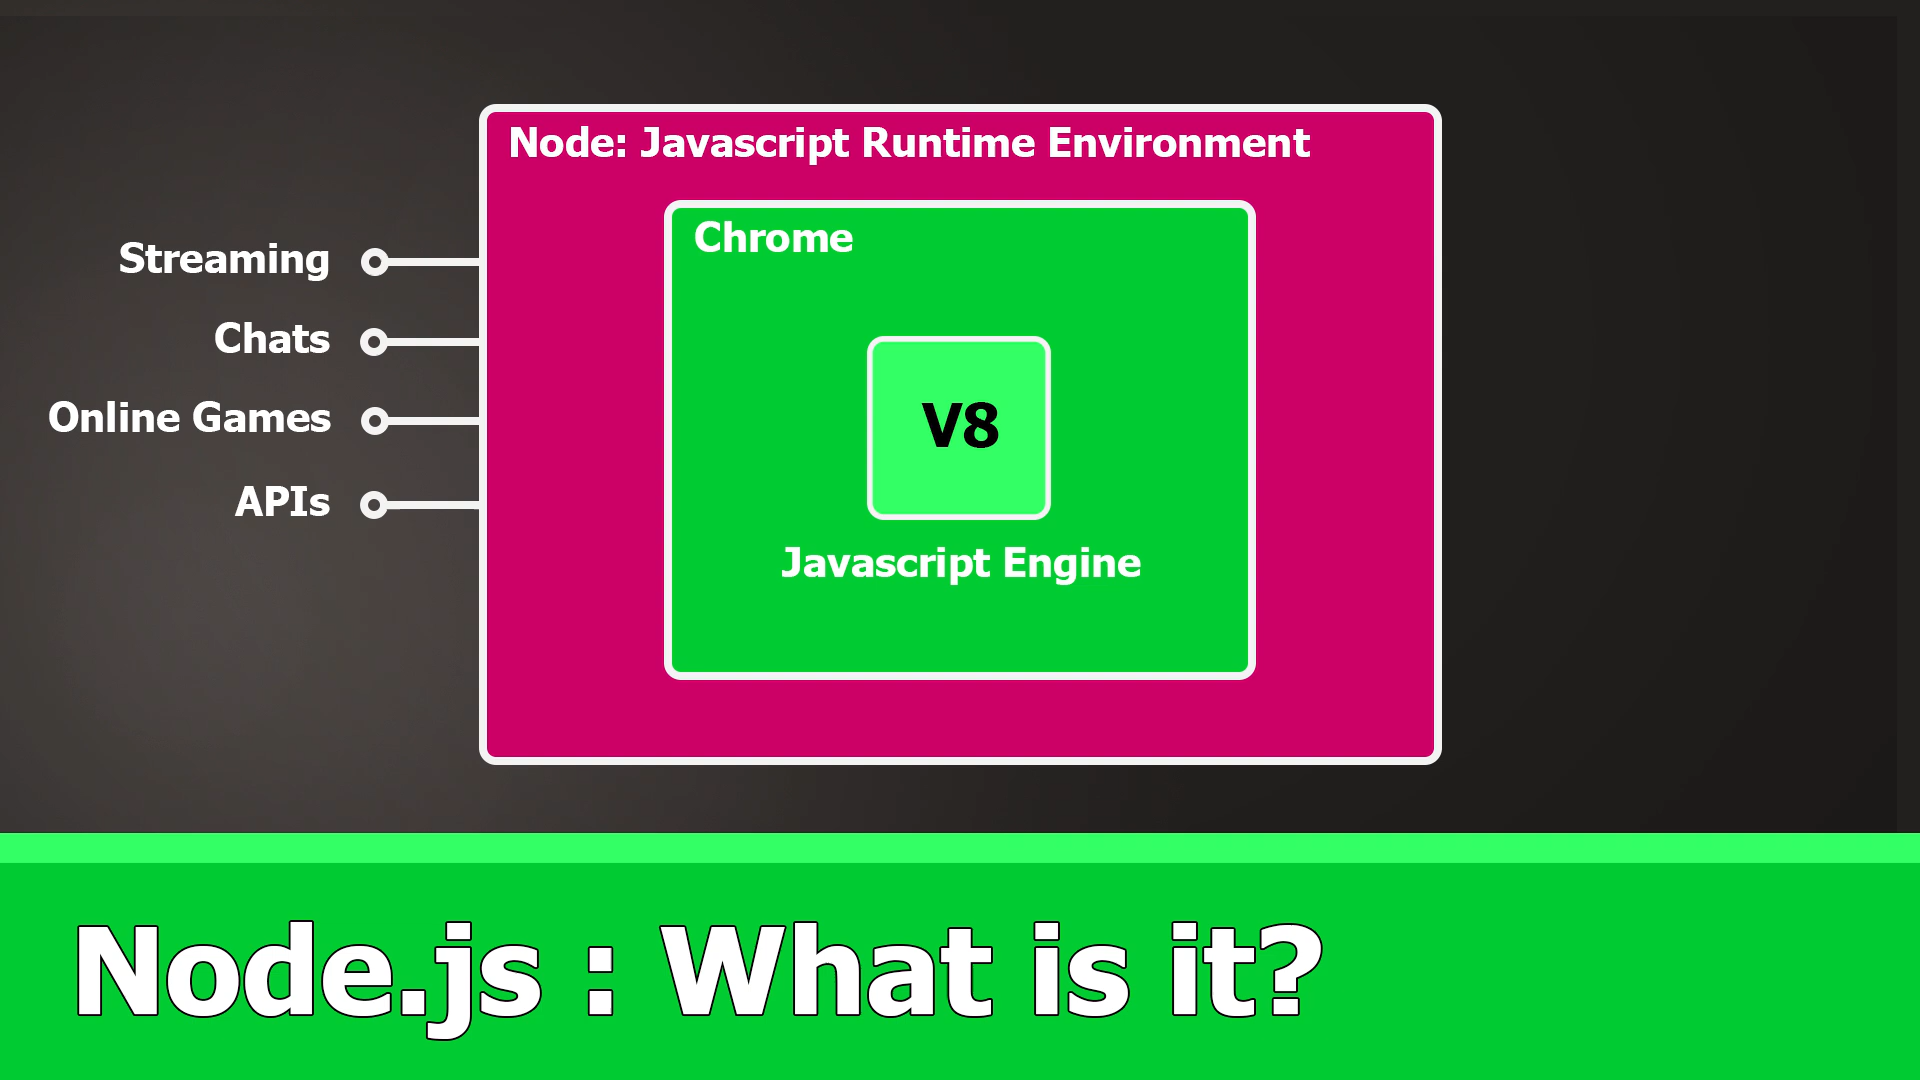 Node: Javascript Runtime Environment
Chrome
Streaming
Chats
Online Games
APIs
V8
Javascript Engine
Node.js : What is it?